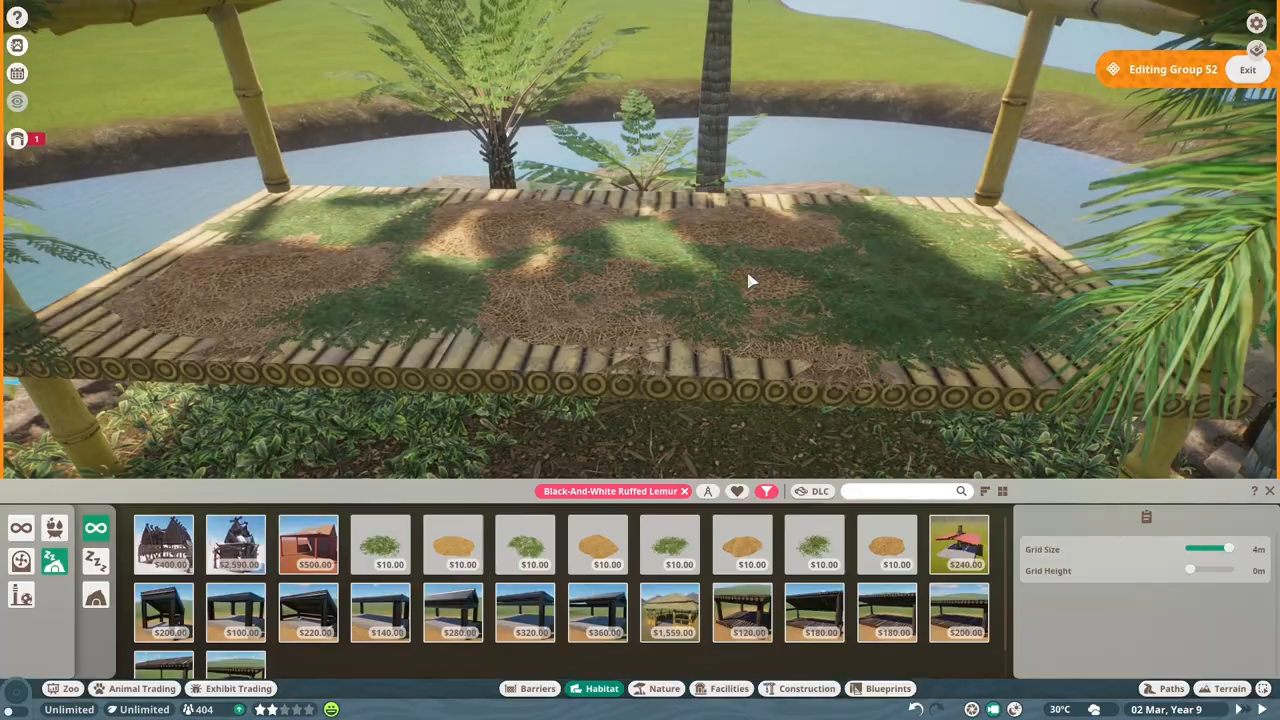 ?
Editing Group 52
Exit
1
Black-And-White Ruffed Lemur
DLC
?
$400.00
$2,590.00
$500.00
$10.00
$10.00
$10.00
$10.00
$10.00
$10.00
$10.00
$10.00
$240.00
$200.00
$100.00
$220.00
$140.00
$280.00
$320.00
$360.00
$1,559.00
$120.00
$180.00
$180.00
$200.00
Grid Size
4m
Grid Height
0m
Zoo
Animal Trading
Exhibit Trading
Barriers
Habitat
Nature
Facilities
Construction
Blueprints
Paths
Terrain
Unlimited
Unlimited
404
30°C
02 Mar, Year 9